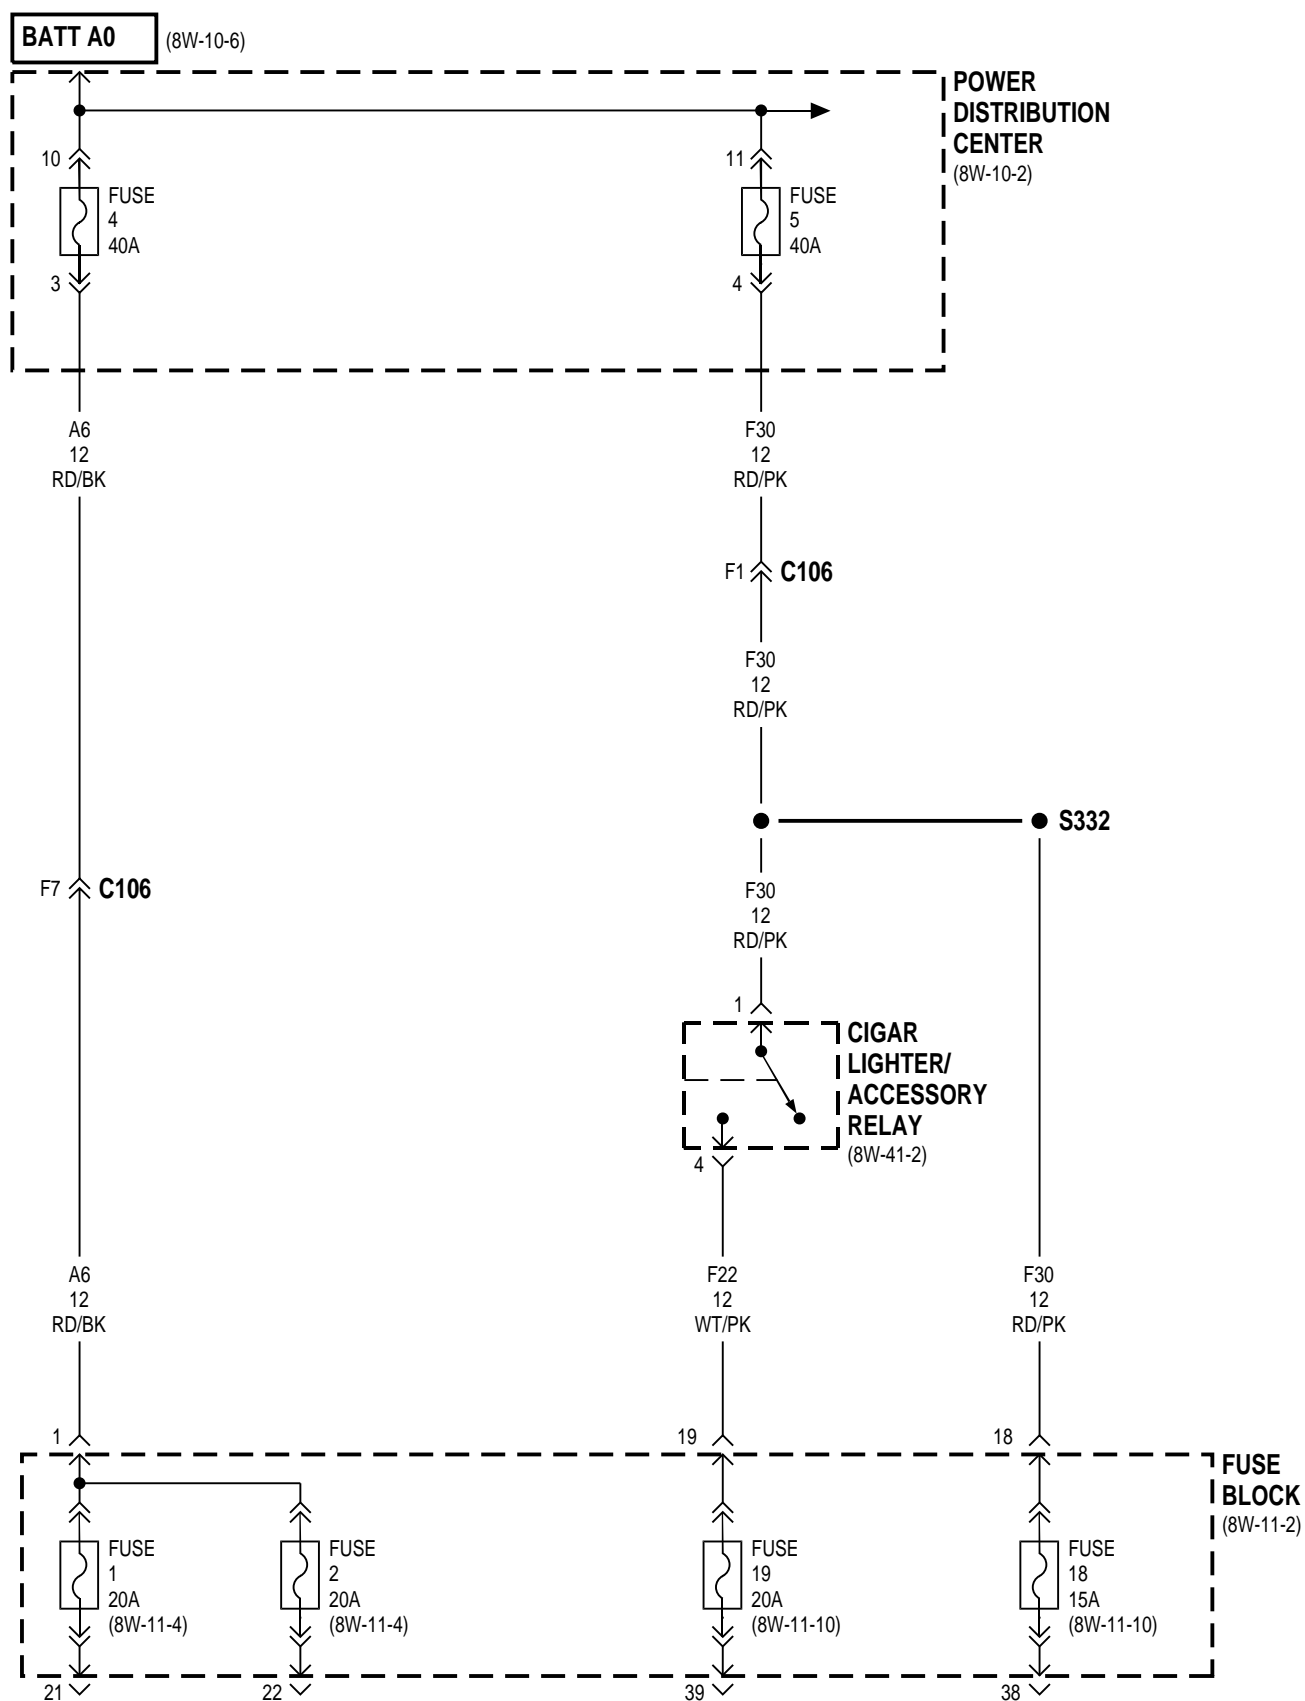 BATT A0
(8W-10-6)
POWER
DISTRIBUTION
CENTER
(8W-10-2)
10
FUSE
4
40A
3
11
FUSE
5
40A
4
A6
12
RD/BK
F30
12
RD/PK
F1
C106
F30
12
RD/PK
S332
F7
C106
F30
12
RD/PK
1
CIGAR
LIGHTER/
ACCESSORY
RELAY
(8W-41-2)
4
A6
12
RD/BK
F22
12
WT/PK
F30
12
RD/PK
1
19
18
FUSE
BLOCK
(8W-11-2)
FUSE
1
20A
(8W-11-4)
FUSE
2
20A
(8W-11-4)
FUSE
19
20A
(8W-11-10)
FUSE
18
15A
(8W-11-10)
21
22
39
38